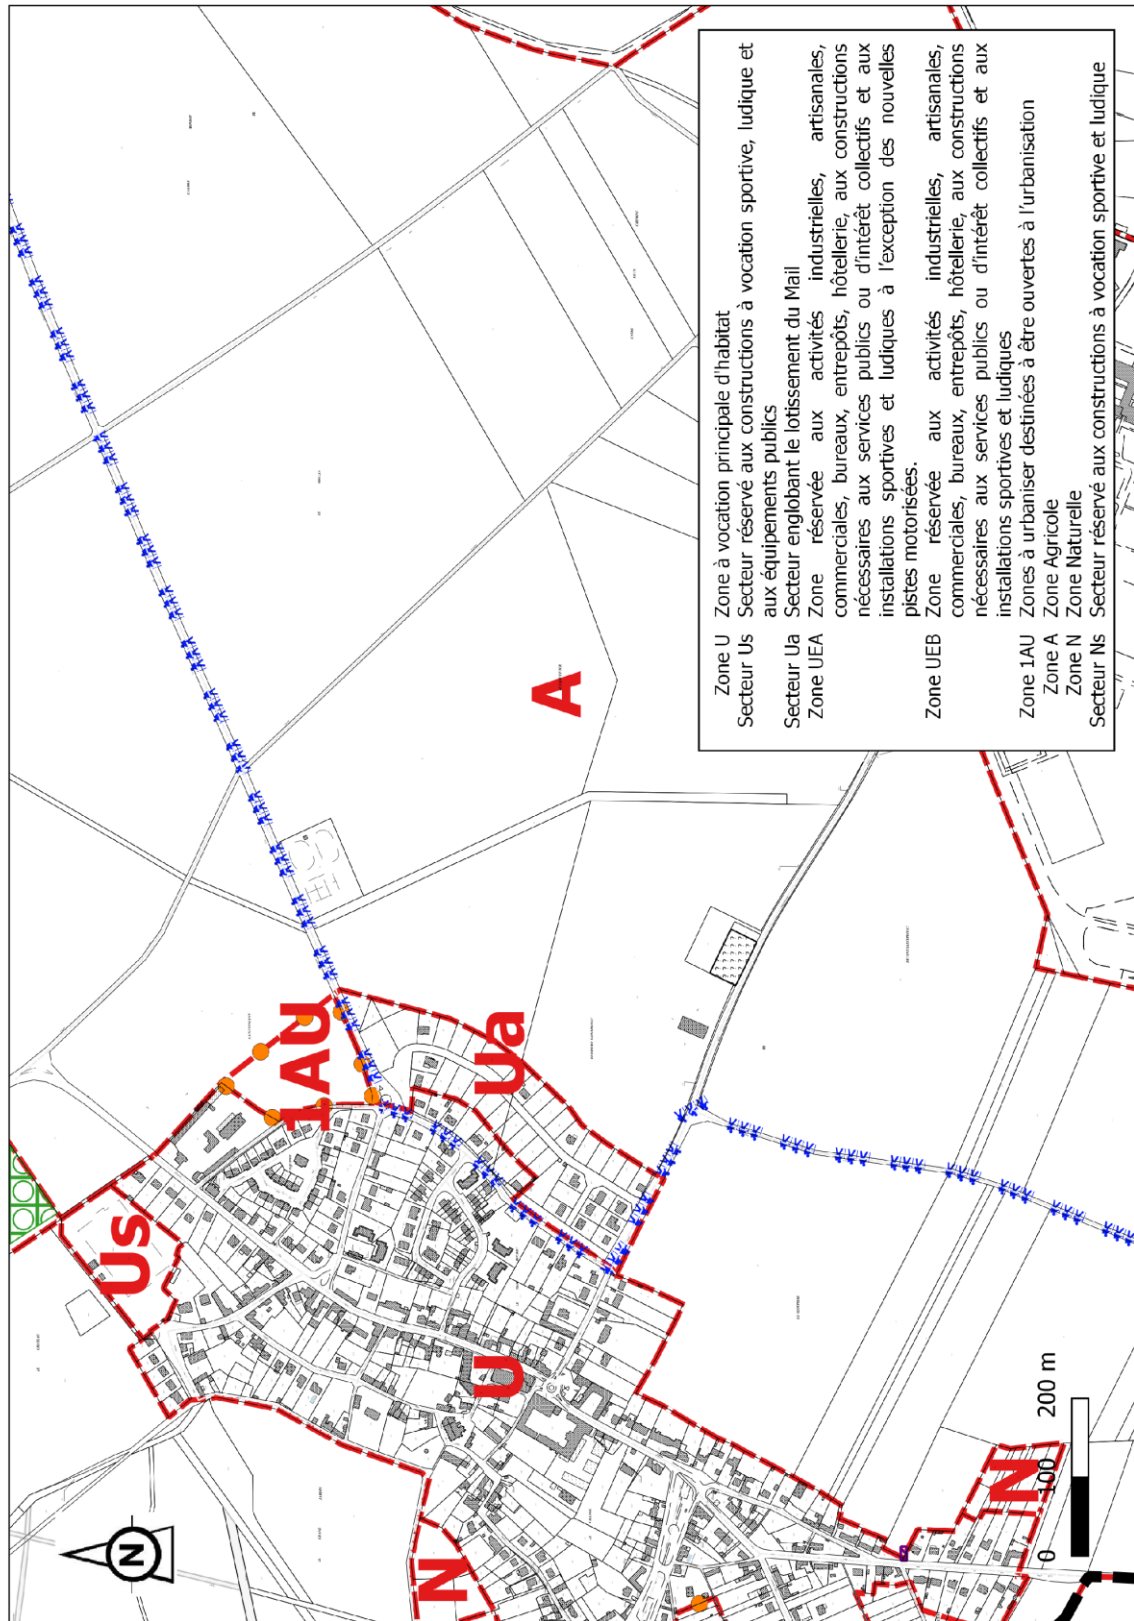 Us
1AU
Ua
U
A
N
N
N
0 100 200 m
Zone U Zone à vocation principale d'habitat
Secteur Us Secteur réservé aux constructions à vocation sportive, ludique et
aux équipements publics
Secteur Ua Secteur englobant le lotissement du Mail
Zone UEA Zone réservée aux activités industrielles, artisanales,
commerciales, bureaux, entrepôts, hôtellerie, aux constructions
nécessaires aux services publics ou d'intérêt collectifs et aux
installations sportives et ludiques à l'exception des nouvelles
pistes motorisées.
Zone UEB Zone réservée aux activités industrielles, artisanales,
commerciales, bureaux, entrepôts, hôtellerie, aux constructions
nécessaires aux services publics ou d'intérêt collectifs et aux
installations sportives et ludiques
Zone 1AU Zones à urbaniser destinées à être ouvertes à l'urbanisation
Zone A Zone Agricole
Zone N Zone Naturelle
Secteur Ns Secteur réservé aux constructions à vocation sportive et ludique